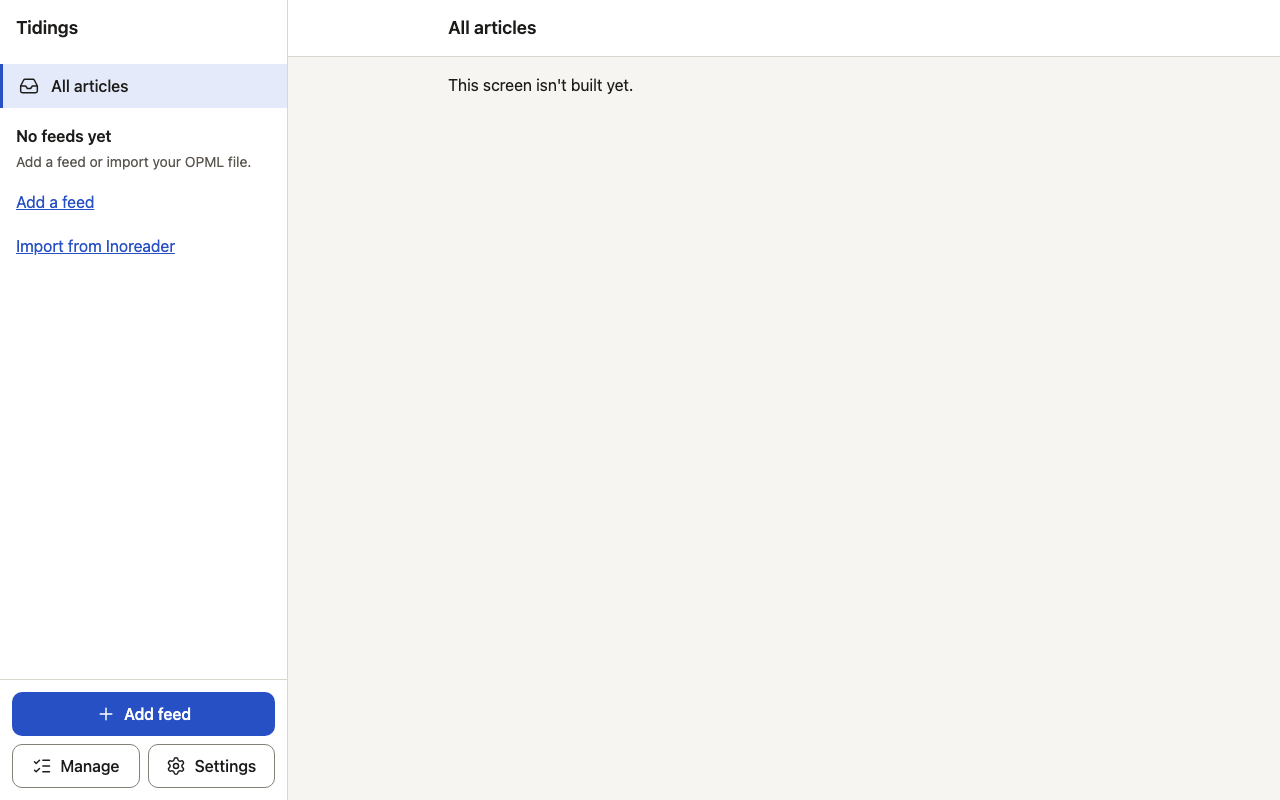 Tidings
All articles
No feeds yet
Add a feed or import your OPML file.
Add a feed
Import from Inoreader
Add feed
Manage
Settings
All articles
This screen isn't built yet.